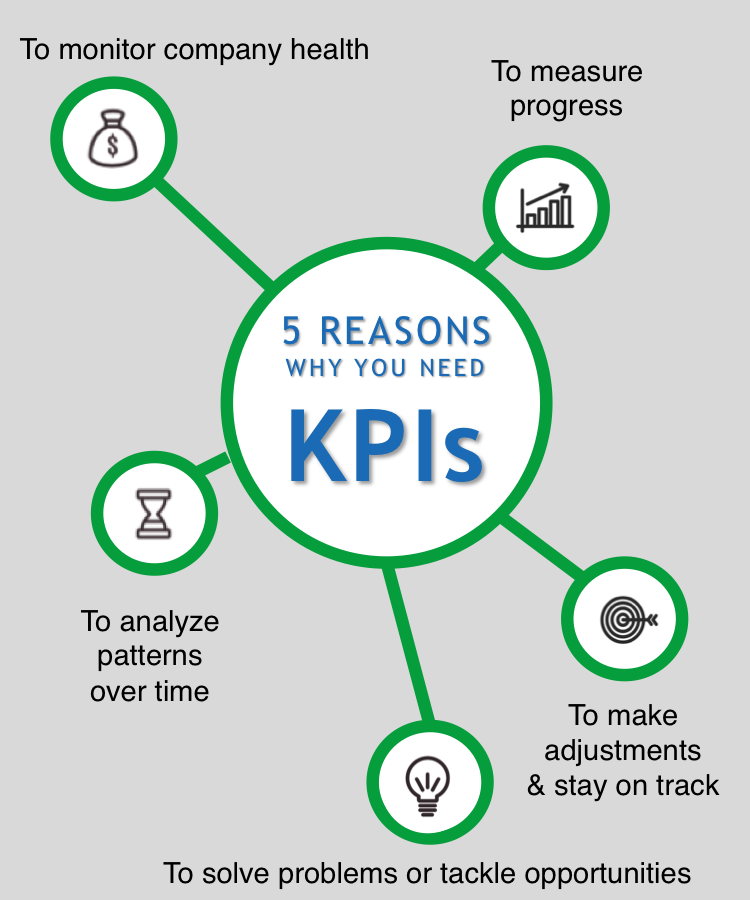 To monitor company health
To measure
progress
5 REASONS
WHY YOU NEED
KPIs
To analyze
patterns
over time
To make
adjustments
& stay on track
To solve problems or tackle opportunities
$